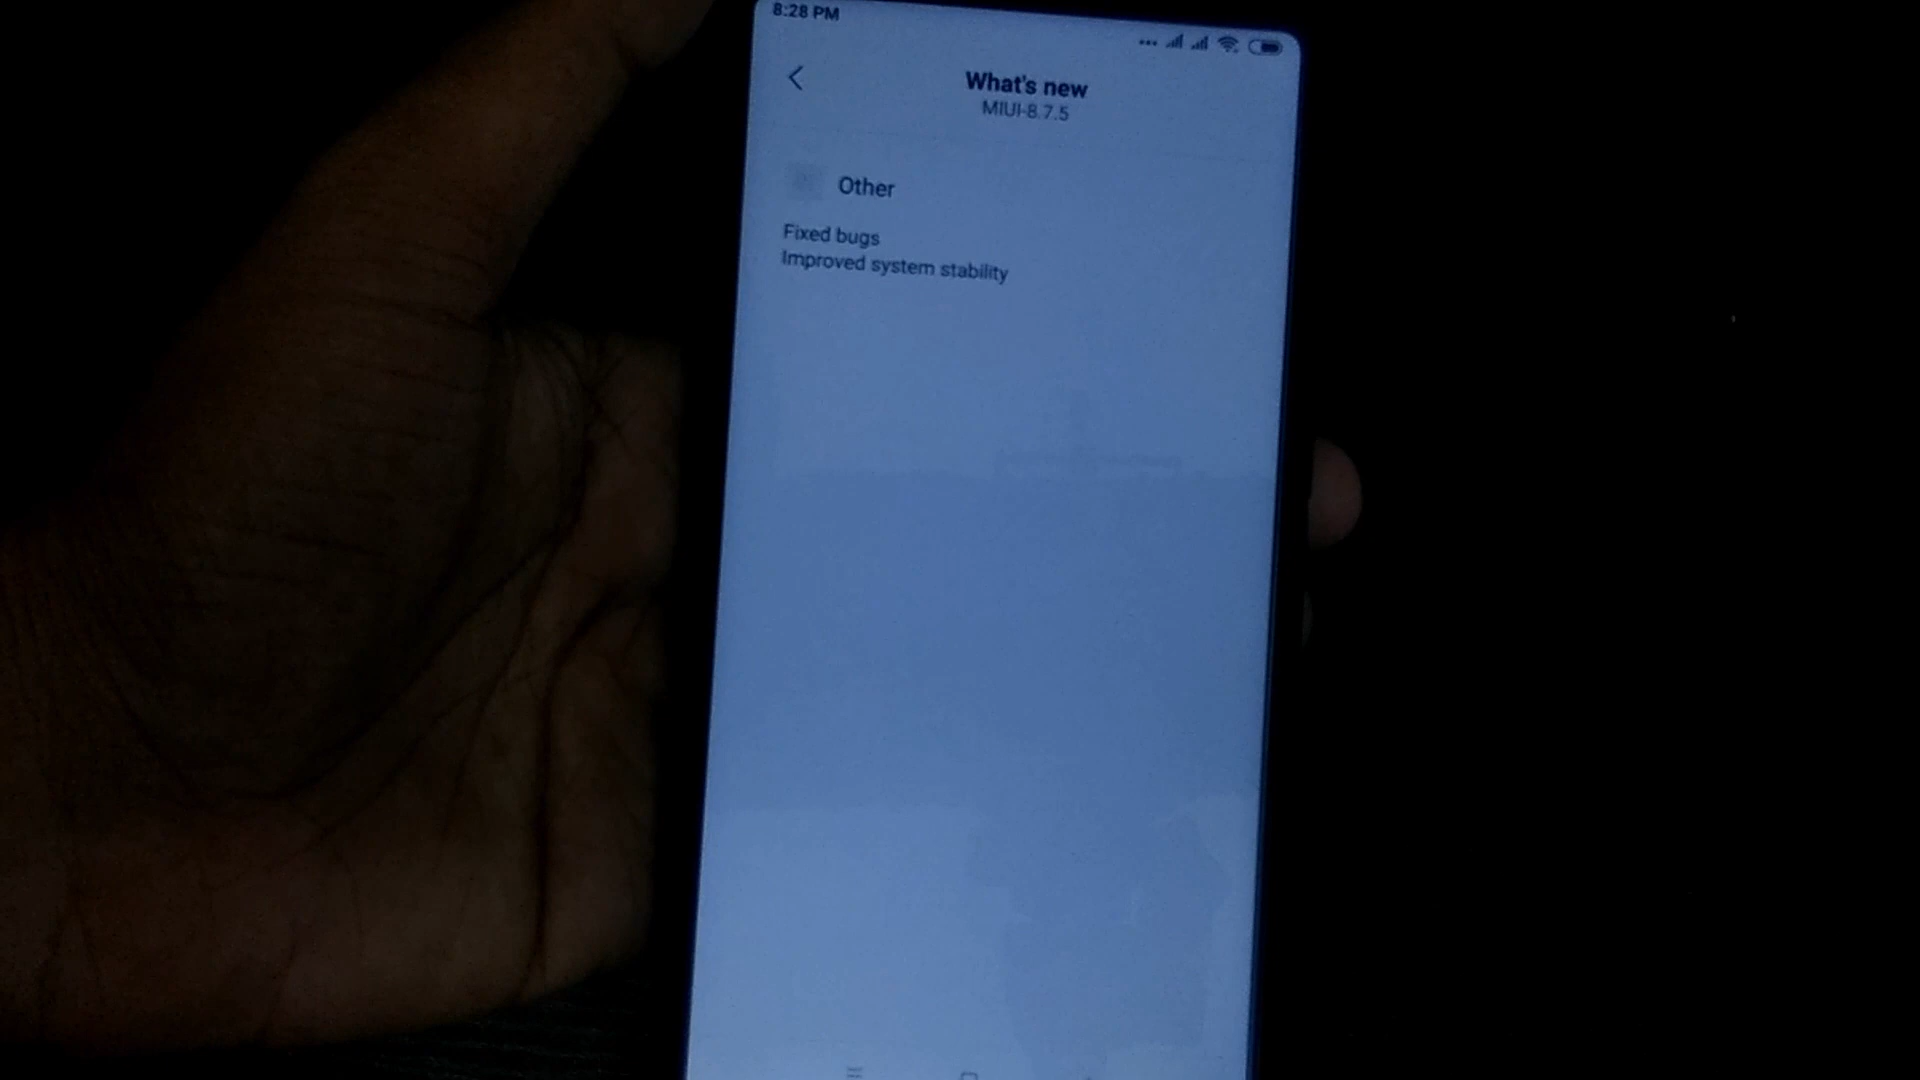 8:28 PM
What's new
MIUI-8.7.5
Other
Fixed bugs
Improved system stability